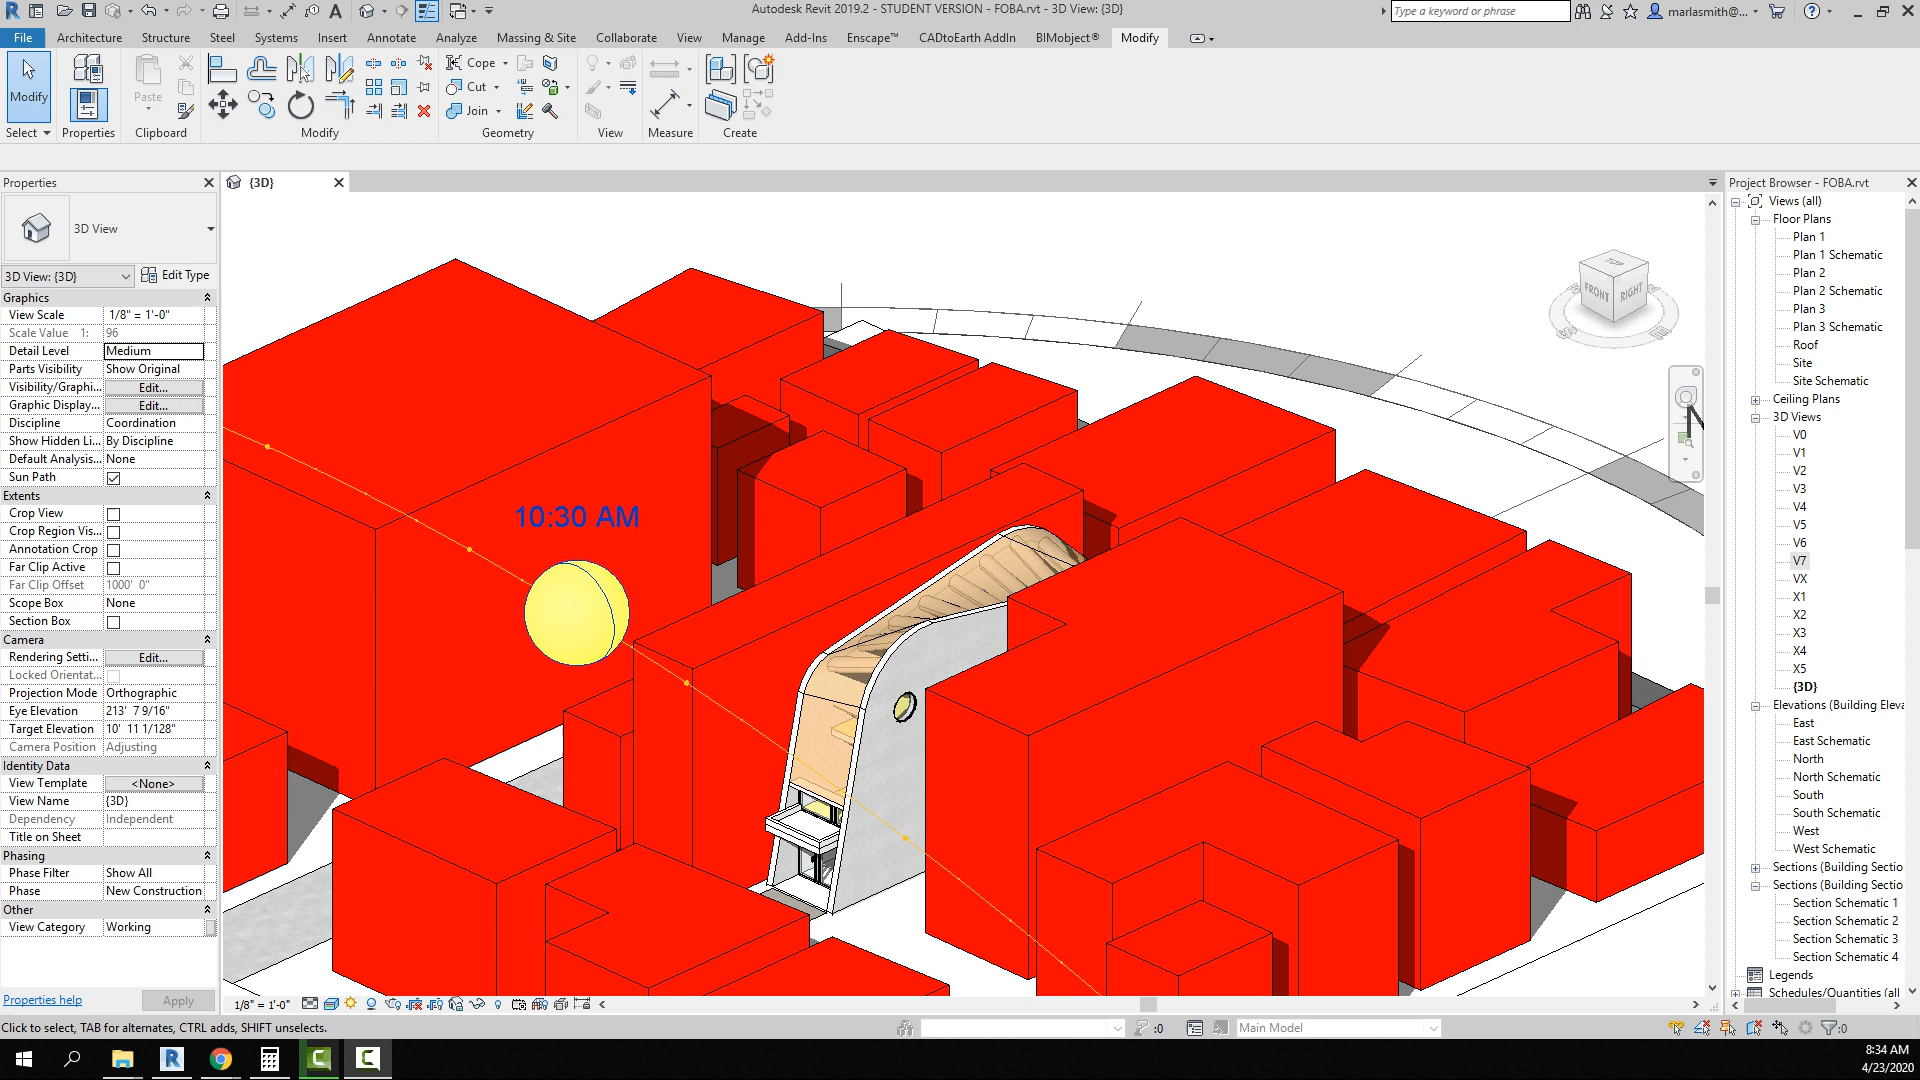 Autodesk Revit 2019.2 - STUDENT VERSION - FOBA.rvt - 3D View: {3D}
Type a keyword or phrase
marlasmith@...
File Architecture Structure Steel Systems Insert Annotate Analyze Massing & Site Collaborate View Manage Add-Ins Enscape™ CADtoEarth AddIn BIMobject® Modify
Modify
Paste
Cope
Cut
Join
Select Properties Clipboard Modify Geometry View Measure Create
Properties
{3D}
Project Browser - FOBA.rvt
3D View
3D View: {3D}
Edit Type
Graphics
View Scale 1/8" = 1'-0"
Scale Value 1: 96
Detail Level Medium
Parts Visibility Show Original
Visibility/Graphi... Edit...
Graphic Display... Edit...
Discipline Coordination
Show Hidden Li... By Discipline
Default Analysis... None
Sun Path
Extents
Crop View
Crop Region Vis...
Annotation Crop
Far Clip Active
Far Clip Offset 1000' 0"
Scope Box None
Section Box
Camera
Rendering Setti... Edit...
Locked Orientat...
Projection Mode Orthographic
Eye Elevation 213' 7 9/16"
Target Elevation 10' 11 1/128"
Camera Position Adjusting
Identity Data
View Template <None>
View Name {3D}
Dependency Independent
Title on Sheet
Phasing
Phase Filter Show All
Phase New Construction
Other
View Category Working
Properties help
Apply
10:30 AM
TOP
FRONT
RIGHT
N
Views (all)
Floor Plans
Plan 1
Plan 1 Schematic
Plan 2
Plan 2 Schematic
Plan 3
Plan 3 Schematic
Roof
Site
Site Schematic
Ceiling Plans
3D Views
V0
V1
V2
V3
V4
V5
V6
V7
VX
X1
X2
X3
X4
X5
{3D}
Elevations (Building Eleva
East
East Schematic
North
North Schematic
South
South Schematic
West
West Schematic
Sections (Building Sectio
Sections (Building Sectio
Section Schematic 1
Section Schematic 2
Section Schematic 3
Section Schematic 4
Legends
Schedules/Quantities (all
1/8" = 1'-0"
Click to select, TAB for alternates, CTRL adds, SHIFT unselects.
:0
Main Model
:0
8:34 AM
4/23/2020